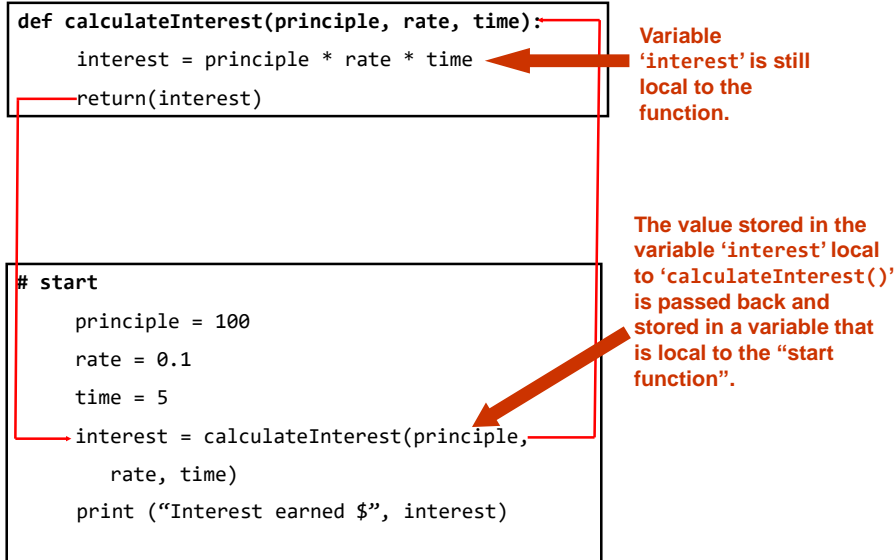 def calculateInterest(principle, rate, time):
interest = principle * rate * time
return(interest)
Variable
‘interest’ is still
local to the
function.
The value stored in the
variable ‘interest’ local
to ‘calculateInterest()’
is passed back and
stored in a variable that
is local to the “start
function”.
# start
principle = 100
rate = 0.1
time = 5
interest = calculateInterest(principle,
rate, time)
print (“Interest earned $”, interest)